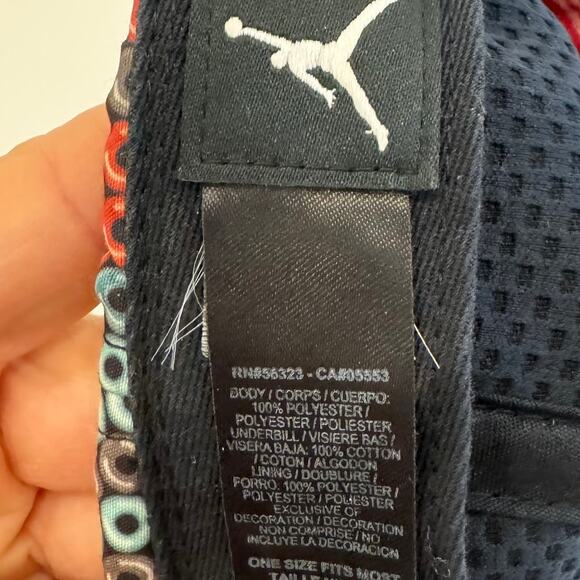 RN#56323 - CA#05553
BODY / CORPS / CUERPO:
100% POLYESTER /
POLYESTER / POLIESTER
UNDERBILL / VISIERE BAS /
VISERA BAJA: 100% COTTON
/ COTON / ALGODON
LINING / DOUBLURE /
FORRO: 100% POLYESTER /
POLYESTER / POLIESTER
EXCLUSIVE OF
DECORATION / DECORATION
NON COMPRISE / NO
INCLUYE LA DECORACION
ONE SIZE FITS MOST
TAILLE